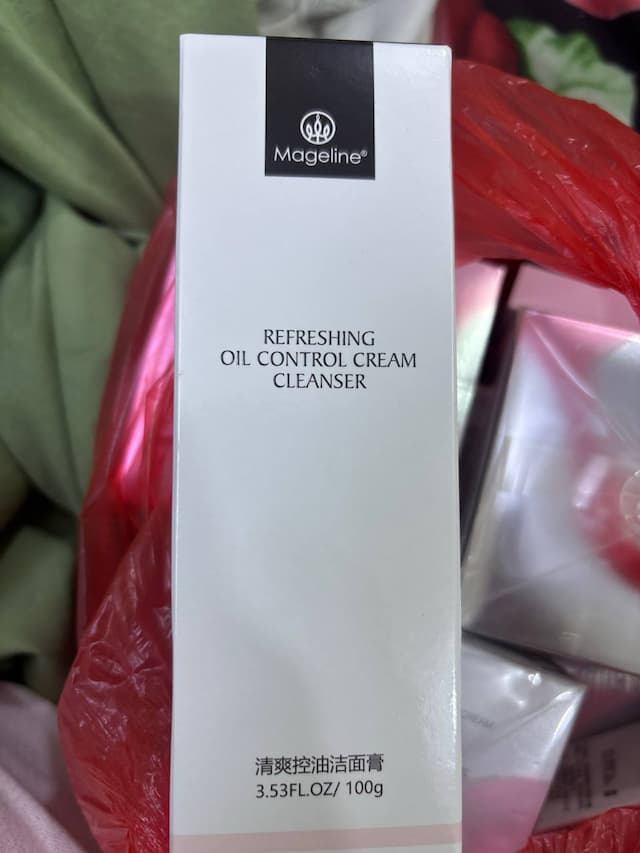 Mageline®
REFRESHING
OIL CONTROL CREAM
CLEANSER
清爽控油洁面膏
3.53FL.OZ/ 100g